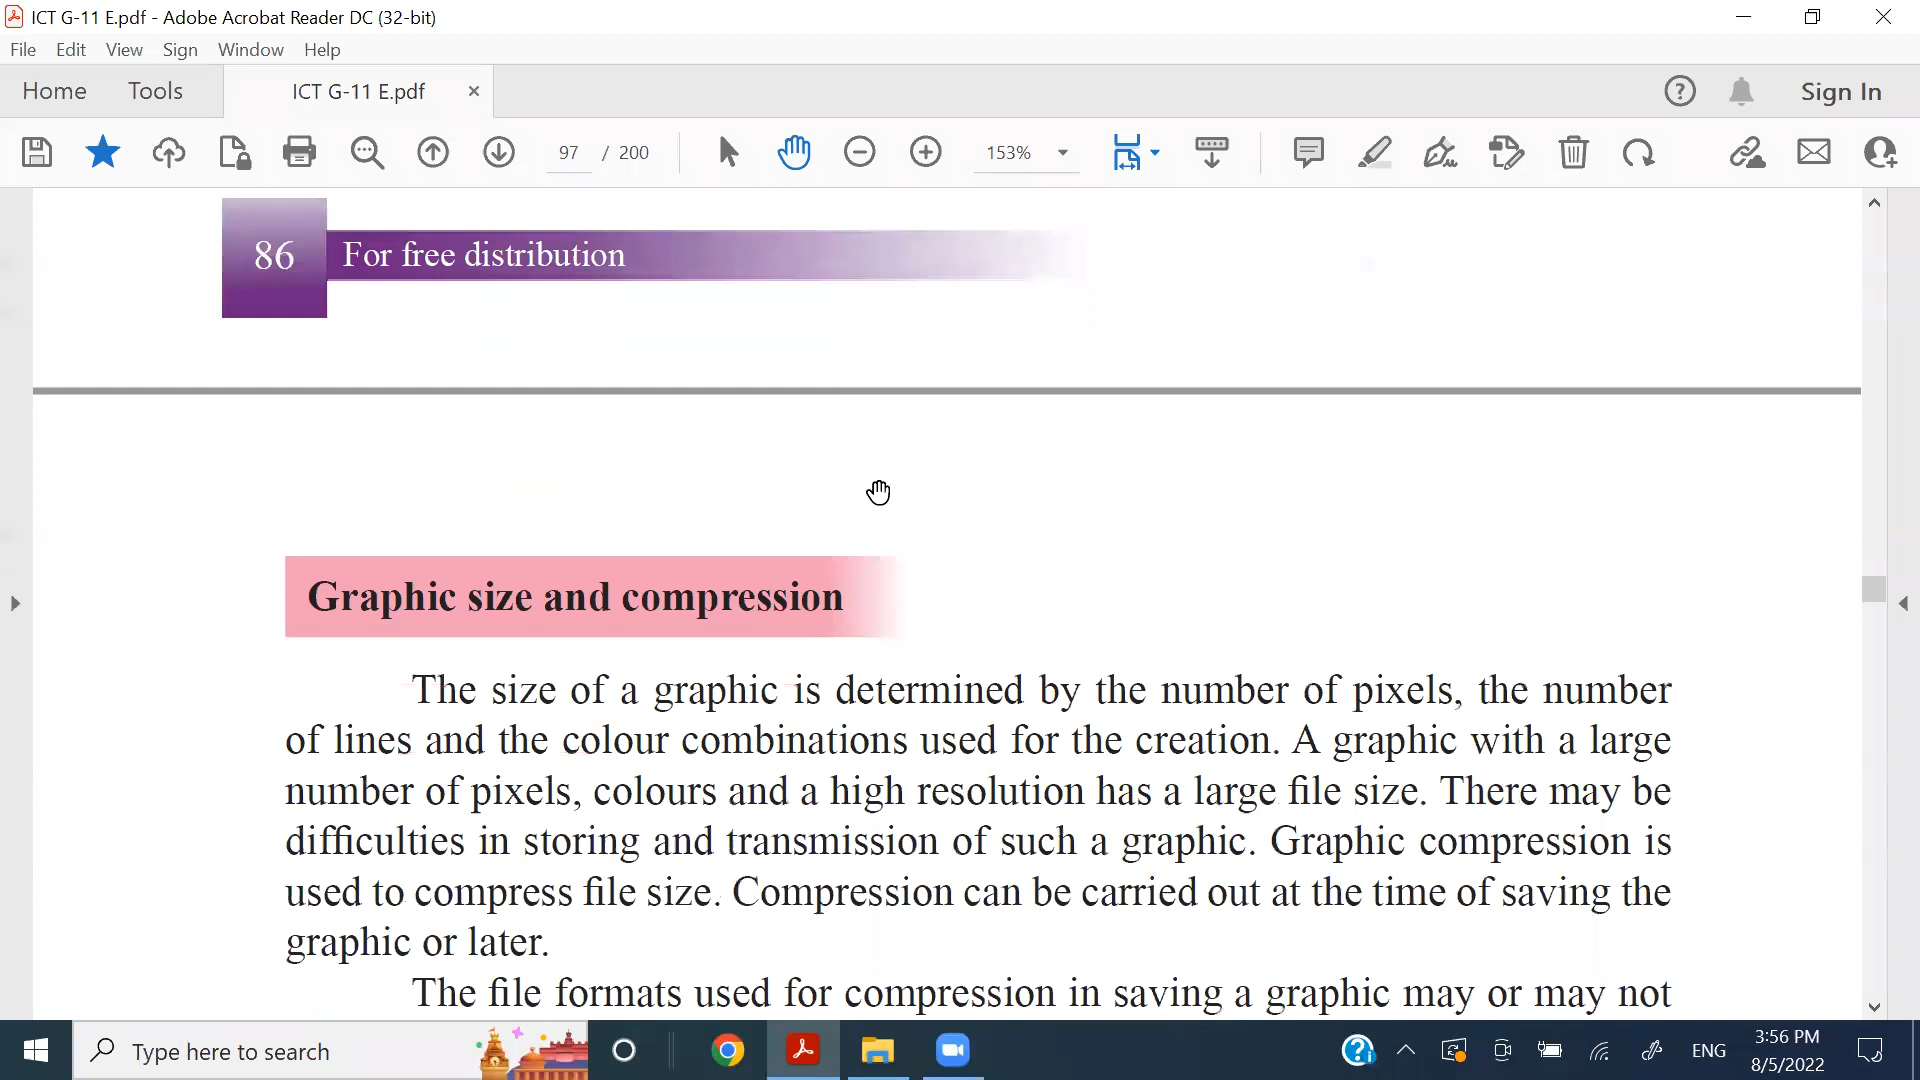 ICT G-11 E.pdf - Adobe Acrobat Reader DC (32-bit)
File Edit View Sign Window Help
Home Tools ICT G-11 E.pdf Sign In
97 / 200 153%
86 For free distribution
Graphic size and compression
The size of a graphic is determined by the number of pixels, the number
of lines and the colour combinations used for the creation. A graphic with a large
number of pixels, colours and a high resolution has a large file size. There may be
difficulties in storing and transmission of such a graphic. Graphic compression is
used to compress file size. Compression can be carried out at the time of saving the
graphic or later.
The file formats used for compression in saving a graphic may or may not
Type here to search
ENG
3:56 PM
8/5/2022